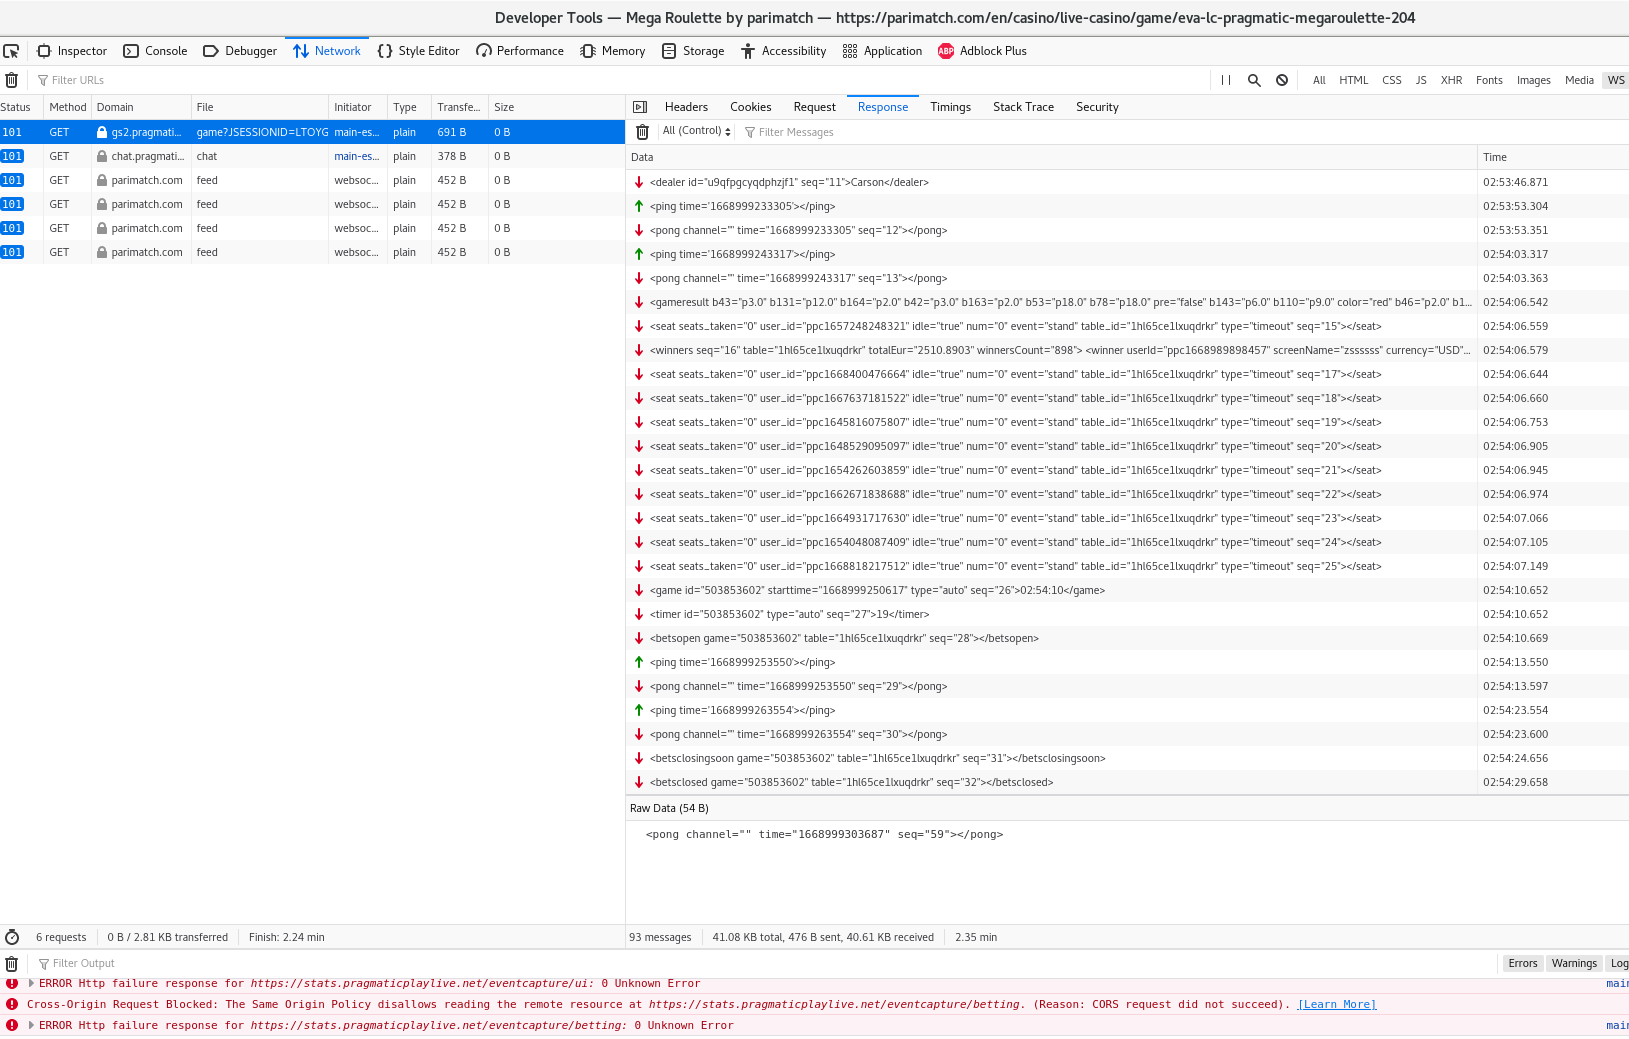 Developer Tools — Mega Roulette by parimatch — https://parimatch.com/en/casino/live-casino/game/eva-lc-pragmatic-megaroulette-204
Inspector Console Debugger Network Style Editor Performance Memory Storage Accessibility Application ABP Adblock Plus
Filter URLs All HTML CSS JS XHR Fonts Images Media WS
Status Method Domain File Initiator Type Transfe... Size
101 GET gs2.pragmati... game?JSESSIONID=LTOYG main-es... plain 691 B 0 B
101 GET chat.pragmati... chat main-es... plain 378 B 0 B
101 GET parimatch.com feed websoc... plain 452 B 0 B
101 GET parimatch.com feed websoc... plain 452 B 0 B
101 GET parimatch.com feed websoc... plain 452 B 0 B
101 GET parimatch.com feed websoc... plain 452 B 0 B
Headers Cookies Request Response Timings Stack Trace Security
All (Control) Filter Messages
Data Time
<dealer id="u9qfpgcyqdphzjf1" seq="11">Carson</dealer> 02:53:46.871
<ping time='1668999233305'></ping> 02:53:53.304
<pong channel="" time="1668999233305" seq="12"></pong> 02:53:53.351
<ping time='1668999243317'></ping> 02:54:03.317
<pong channel="" time="1668999243317" seq="13"></pong> 02:54:03.363
<gameresult b43="p3.0" b131="p12.0" b164="p2.0" b42="p3.0" b163="p2.0" b53="p18.0" b78="p18.0" pre="false" b143="p6.0" b110="p9.0" color="red" b46="p2.0" b1... 02:54:06.542
<seat seats_taken="0" user_id="ppc1657248248321" idle="true" num="0" event="stand" table_id="1hl65ce1lxuqdrkr" type="timeout" seq="15"></seat> 02:54:06.559
<winners seq="16" table="1hl65ce1lxuqdrkr" totalEur="2510.8903" winnersCount="898"> <winner userId="ppc1668989898457" screenName="zssssss" currency="USD"... 02:54:06.579
<seat seats_taken="0" user_id="ppc1668400476664" idle="true" num="0" event="stand" table_id="1hl65ce1lxuqdrkr" type="timeout" seq="17"></seat> 02:54:06.644
<seat seats_taken="0" user_id="ppc1667637181522" idle="true" num="0" event="stand" table_id="1hl65ce1lxuqdrkr" type="timeout" seq="18"></seat> 02:54:06.660
<seat seats_taken="0" user_id="ppc1645816075807" idle="true" num="0" event="stand" table_id="1hl65ce1lxuqdrkr" type="timeout" seq="19"></seat> 02:54:06.753
<seat seats_taken="0" user_id="ppc1648529095097" idle="true" num="0" event="stand" table_id="1hl65ce1lxuqdrkr" type="timeout" seq="20"></seat> 02:54:06.905
<seat seats_taken="0" user_id="ppc1654262603859" idle="true" num="0" event="stand" table_id="1hl65ce1lxuqdrkr" type="timeout" seq="21"></seat> 02:54:06.945
<seat seats_taken="0" user_id="ppc1662671838688" idle="true" num="0" event="stand" table_id="1hl65ce1lxuqdrkr" type="timeout" seq="22"></seat> 02:54:06.974
<seat seats_taken="0" user_id="ppc1664931717630" idle="true" num="0" event="stand" table_id="1hl65ce1lxuqdrkr" type="timeout" seq="23"></seat> 02:54:07.066
<seat seats_taken="0" user_id="ppc1654048087409" idle="true" num="0" event="stand" table_id="1hl65ce1lxuqdrkr" type="timeout" seq="24"></seat> 02:54:07.105
<seat seats_taken="0" user_id="ppc1668818217512" idle="true" num="0" event="stand" table_id="1hl65ce1lxuqdrkr" type="timeout" seq="25"></seat> 02:54:07.149
<game id="503853602" starttime="1668999250617" type="auto" seq="26">02:54:10</game> 02:54:10.652
<timer id="503853602" type="auto" seq="27">19</timer> 02:54:10.652
<betsopen game="503853602" table="1hl65ce1lxuqdrkr" seq="28"></betsopen> 02:54:10.669
<ping time='1668999253550'></ping> 02:54:13.550
<pong channel="" time="1668999253550" seq="29"></pong> 02:54:13.597
<ping time='1668999263554'></ping> 02:54:23.554
<pong channel="" time="1668999263554" seq="30"></pong> 02:54:23.600
<betsclosingsoon game="503853602" table="1hl65ce1lxuqdrkr" seq="31"></betsclosingsoon> 02:54:24.656
<betsclosed game="503853602" table="1hl65ce1lxuqdrkr" seq="32"></betsclosed> 02:54:29.658
Raw Data (54 B)
<pong channel="" time="1668999303687" seq="59"></pong>
6 requests 0 B / 2.81 KB transferred Finish: 2.24 min
93 messages 41.08 KB total, 476 B sent, 40.61 KB received 2.35 min
Filter Output Errors Warnings Log
ERROR Http failure response for https://stats.pragmaticplaylive.net/eventcapture/ui: 0 Unknown Error main
Cross-Origin Request Blocked: The Same Origin Policy disallows reading the remote resource at https://stats.pragmaticplaylive.net/eventcapture/betting. (Reason: CORS request did not succeed). [Learn More]
ERROR Http failure response for https://stats.pragmaticplaylive.net/eventcapture/betting: 0 Unknown Error main